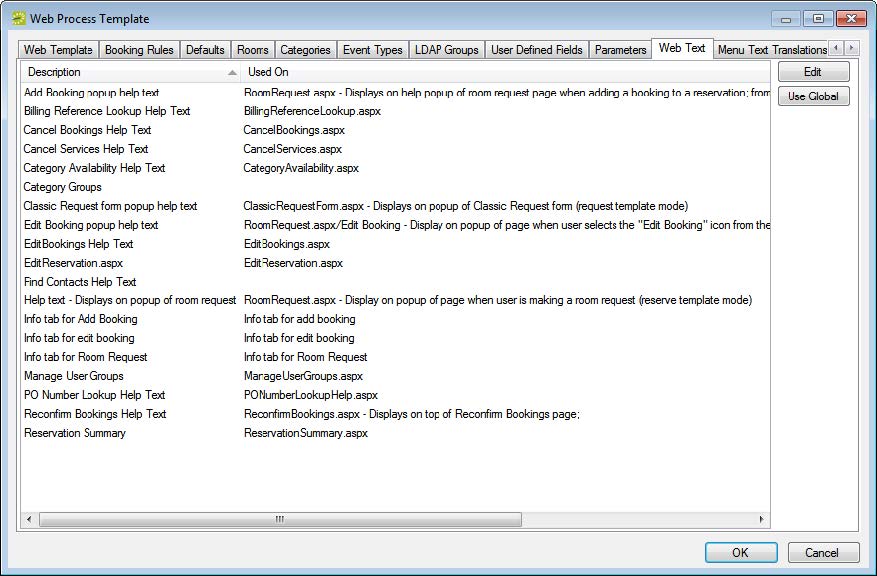 Web Process Template
Web Template Booking Rules Defaults Rooms Categories Event Types LDAP Groups User Defined Fields Parameters Web Text Menu Text Translations
Description Used On Edit
Add Booking popup help text RoomRequest.aspx - Displays on help popup of room request page when adding a booking to a reservation; from Use Global
Billing Reference Lookup Help Text BillingReferenceLookup.aspx
Cancel Bookings Help Text CancelBookings.aspx
Cancel Services Help Text CancelServices.aspx
Category Availability Help Text CategoryAvailability.aspx
Category Groups
Classic Request form popup help text ClassicRequestForm.aspx - Displays on popup of Classic Request form (request template mode)
Edit Booking popup help text RoomRequest.aspx/Edit Booking - Display on popup of page when user selects the "Edit Booking" icon from the
EditBookings Help Text EditBookings.aspx
EditReservation.aspx EditReservation.aspx
Find Contacts Help Text
Help text - Displays on popup of room request RoomRequest.aspx - Display on popup of page when user is making a room request (reserve template mode)
Info tab for Add Booking Info tab for add booking
Info tab for edit booking Info tab for edit booking
Info tab for Room Request Info tab for Room Request
Manage User Groups ManageUserGroups.aspx
PO Number Lookup Help Text PONumberLookupHelp.aspx
Reconfirm Bookings Help Text ReconfirmBookings.aspx - Displays on top of Reconfirm Bookings page;
Reservation Summary ReservationSummary.aspx
OK Cancel